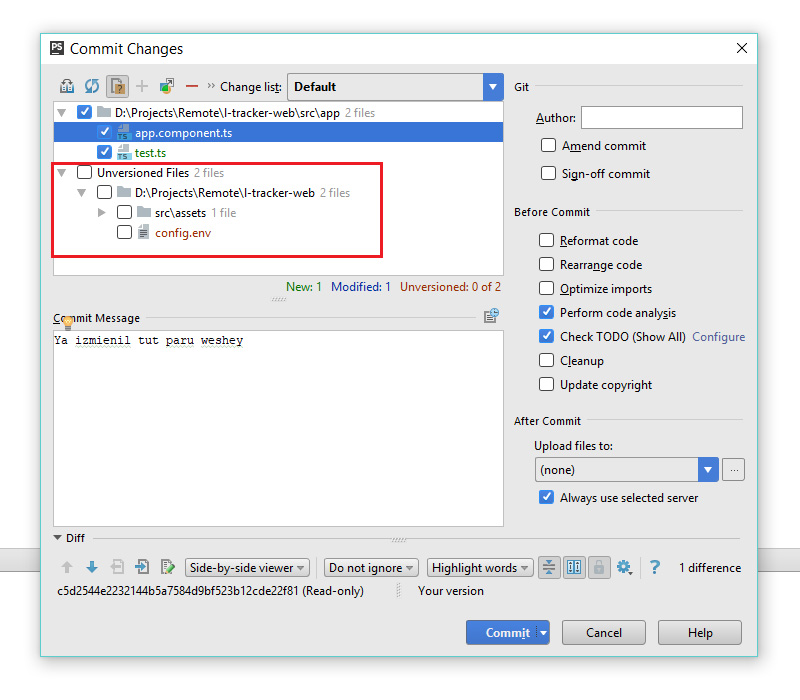 PS Commit Changes
Change list: Default
D:\Projects\Remote\I-tracker-web\src\app 2 files
TS app.component.ts
TS test.ts
Unversioned Files 2 files
D:\Projects\Remote\I-tracker-web 2 files
src\assets 1 file
config.env
New: 1 Modified: 1 Unversioned: 0 of 2
Commit Message
Ya izmienil tut paru weshey
Git
Author:
Amend commit
Sign-off commit
Before Commit
Reformat code
Rearrange code
Optimize imports
Perform code analysis
Check TODO (Show All) Configure
Cleanup
Update copyright
After Commit
Upload files to:
(none)
...
Always use selected server
Diff
Side-by-side viewer Do not ignore Highlight words ? 1 difference
c5d2544e2232144b5a7584d9bf523b12cde22f81 (Read-only) Your version
Commit Cancel Help